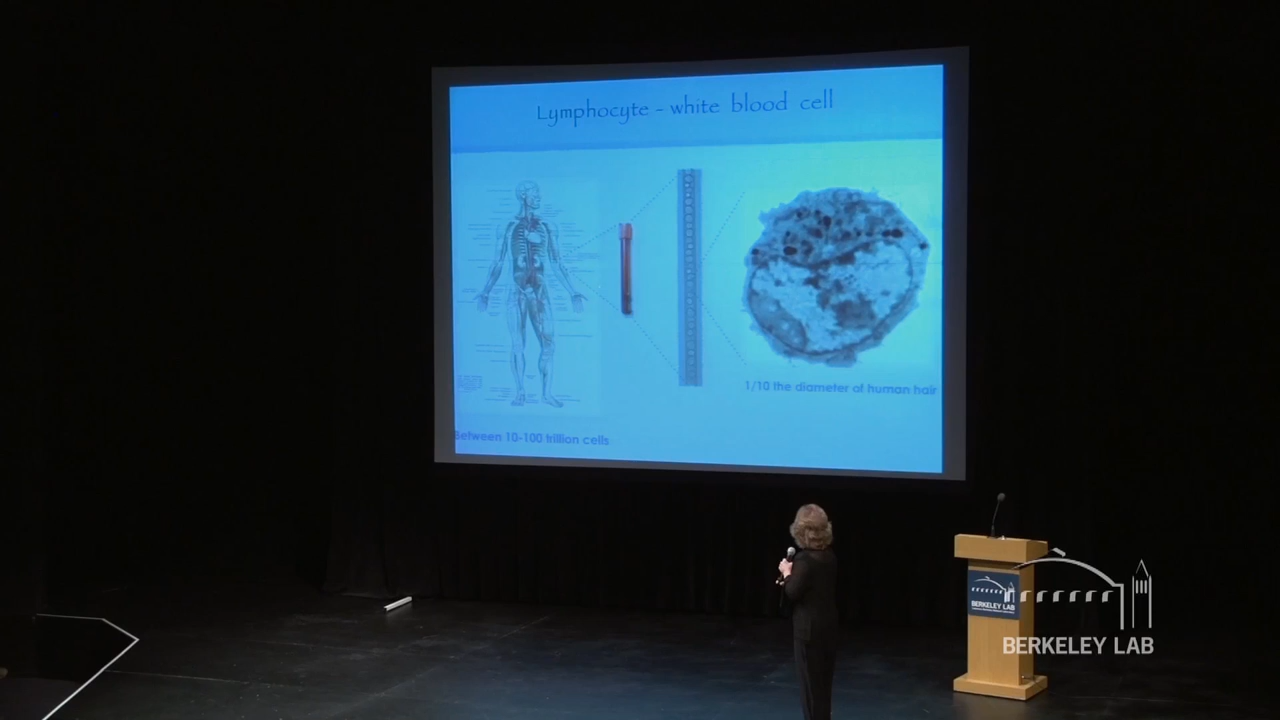 Lymphocyte - white blood cell
1/10 the diameter of human hair
Between 10-100 trillion cells
BERKELEY LAB
BERKELEY LAB